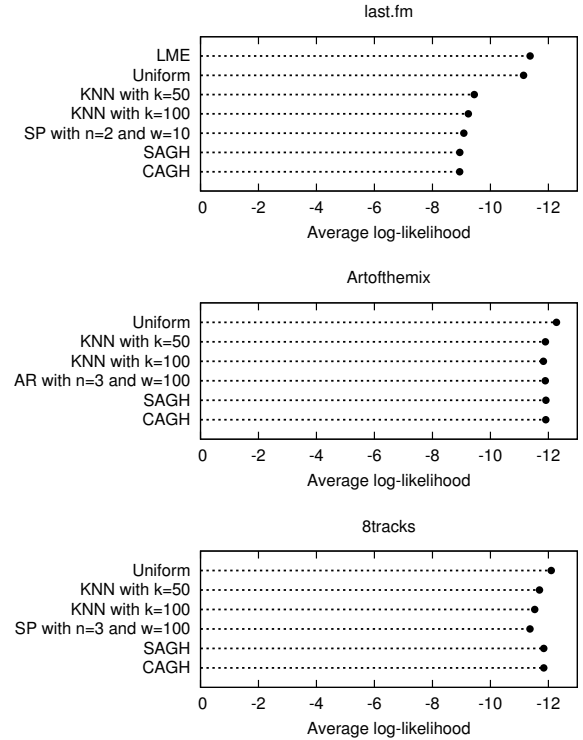 last.fm
LME
Uniform
KNN with k=50
KNN with k=100
SP with n=2 and w=10
SAGH
CAGH
0 -2 -4 -6 -8 -10 -12
Average log-likelihood
Artofthemix
Uniform
KNN with k=50
KNN with k=100
AR with n=3 and w=100
SAGH
CAGH
0 -2 -4 -6 -8 -10 -12
Average log-likelihood
8tracks
Uniform
KNN with k=50
KNN with k=100
SP with n=3 and w=100
SAGH
CAGH
0 -2 -4 -6 -8 -10 -12
Average log-likelihood